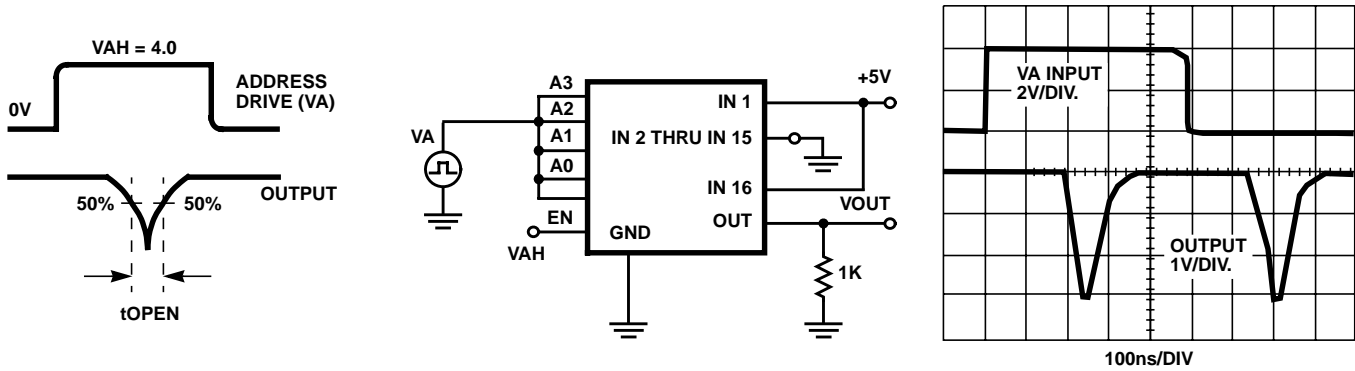 VAH = 4.0
0V
ADDRESS
DRIVE (VA)
50%
50%
OUTPUT
tOPEN
VA
A3
A2
A1
A0
EN
VAH
GND
IN 1
IN 2 THRU IN 15
IN 16
OUT
+5V
VOUT
1K
VA INPUT
2V/DIV.
OUTPUT
1V/DIV.
100ns/DIV